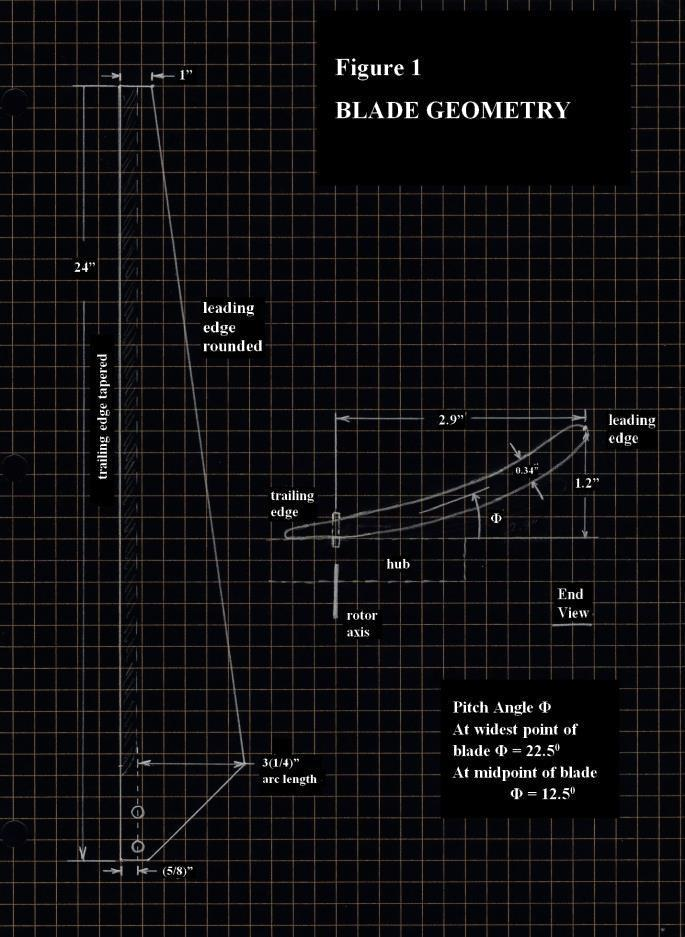 Figure 1
BLADE GEOMETRY
1”
24”
leading
edge
rounded
trailing edge tapered
2.9”
leading
edge
0.34”
1.2”
trailing
edge
Φ
hub
rotor
axis
End
View
Pitch Angle Φ
At widest point of
blade Φ = 22.5⁰
At midpoint of blade
Φ = 12.5⁰
3(1/4)”
arc length
(5/8)”